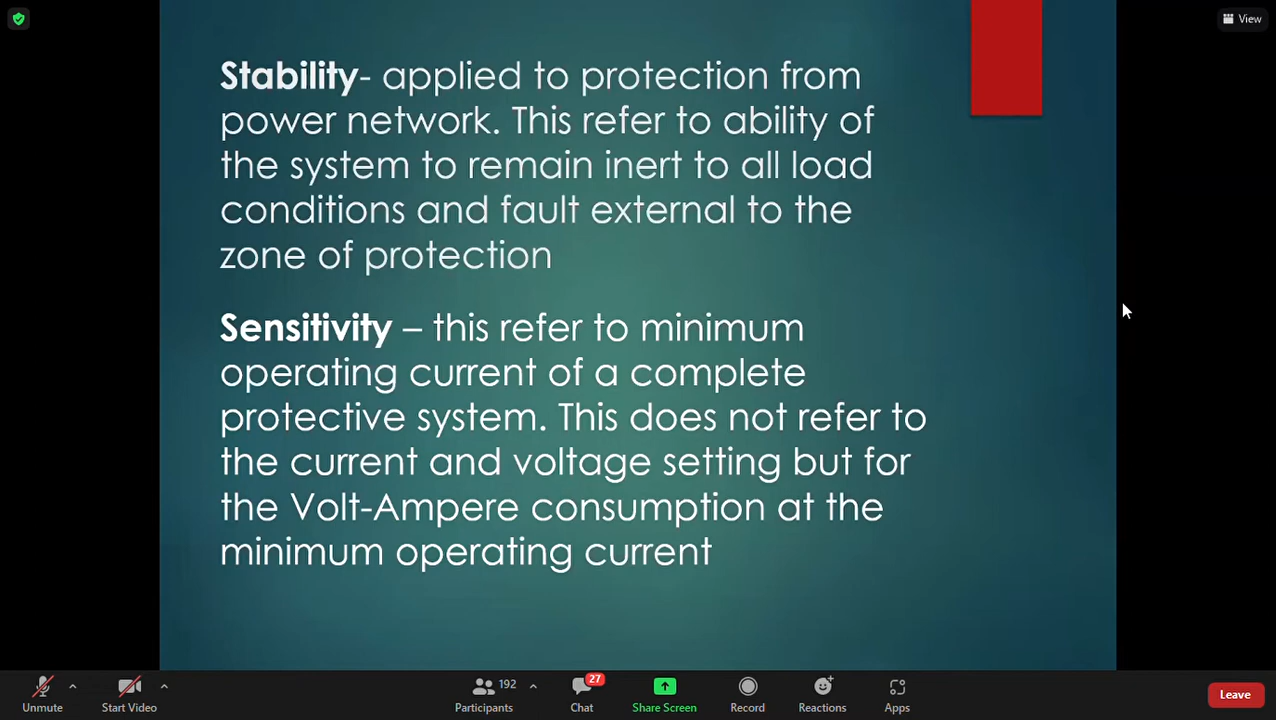 View
Stability- applied to protection from
power network. This refer to ability of
the system to remain inert to all load
conditions and fault external to the
zone of protection
Sensitivity – this refer to minimum
operating current of a complete
protective system. This does not refer to
the current and voltage setting but for
the Volt-Ampere consumption at the
minimum operating current
192
27
Unmute
Start Video
Participants
Chat
Share Screen
Record
Reactions
Apps
Leave